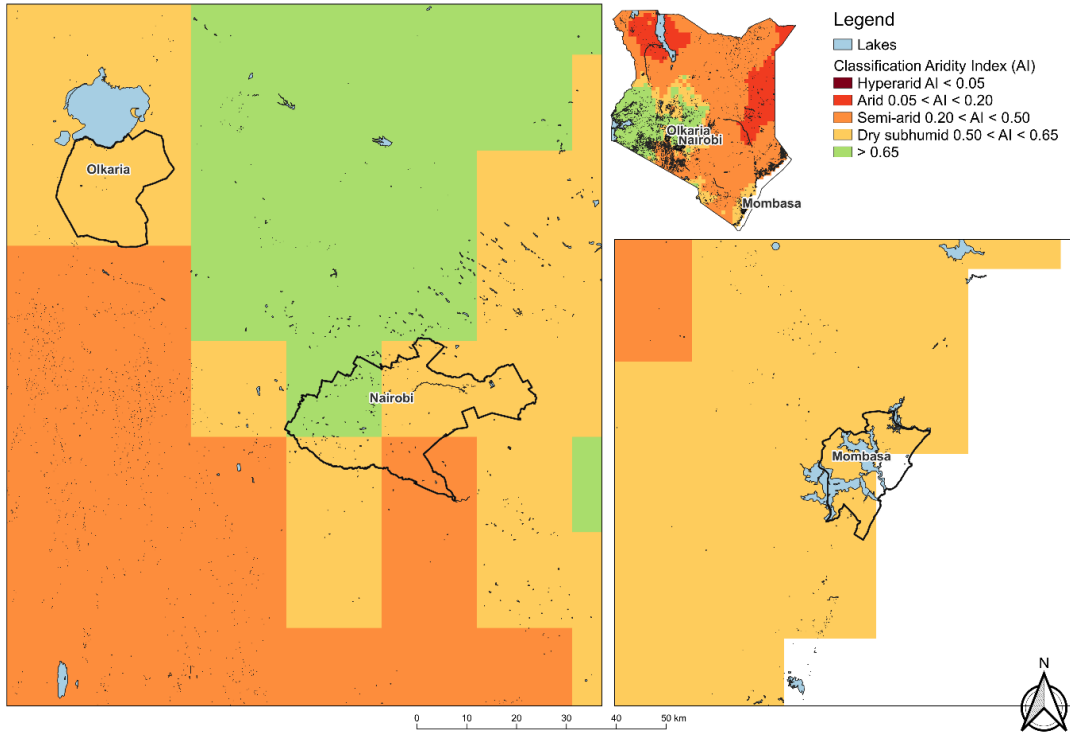 Olkaria
Nairobi
Olkaria
Nairobi
Mombasa
Legend
Lakes
Classification Aridity Index (AI)
Hyperarid AI < 0.05
Arid 0.05 < AI < 0.20
Semi-arid 0.20 < AI < 0.50
Dry subhumid 0.50 < AI < 0.65
> 0.65
Mombasa
N
0 10 20 30 40 50 km